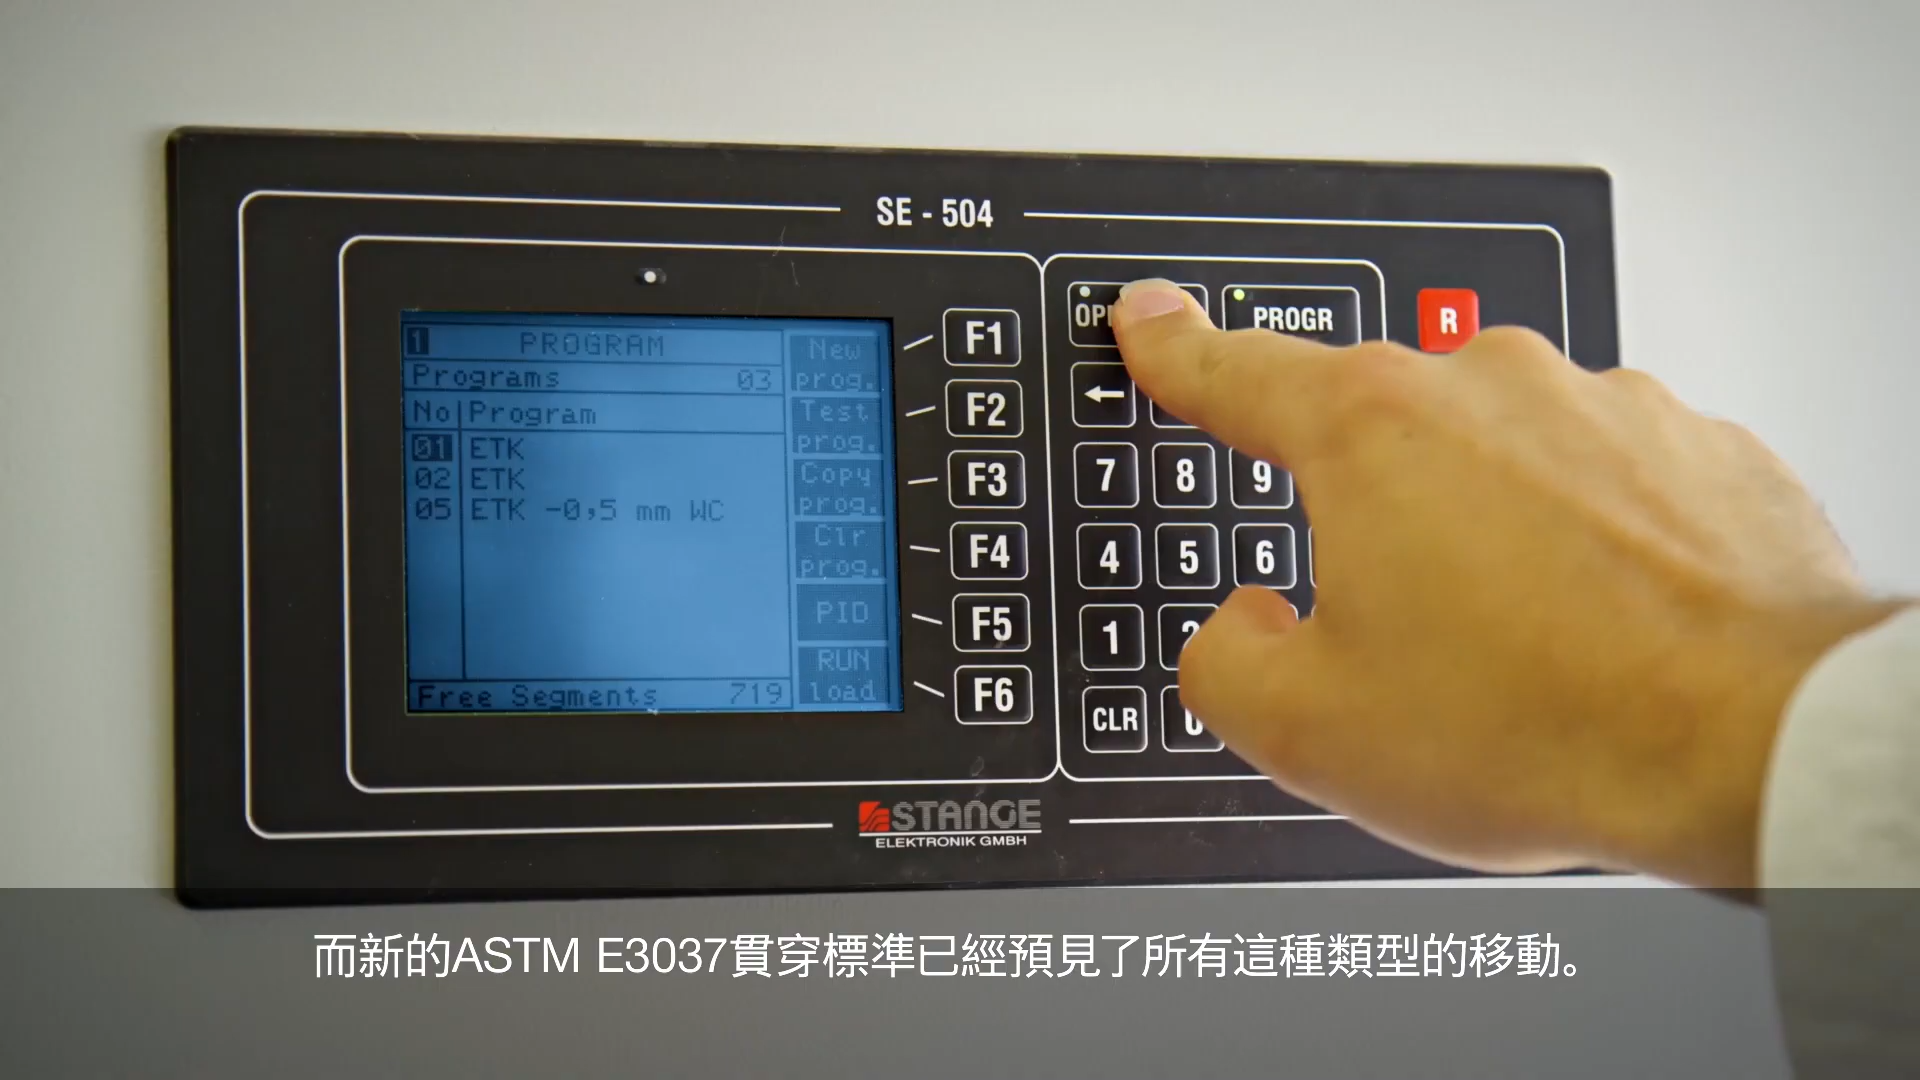 SE - 504
1 PROGRAM
Programs 03
No Program
01 ETK
02 ETK
05 ETK -0,5 mm WC
Free Segments 719
New
prog.
Test
prog.
Copy
prog.
Clr
prog.
PID
RUN
load
F1
F2
F3
F4
F5
F6
PROGR
R
←
7 8 9
4 5 6
1 2
CLR 0
STANGE
ELEKTRONIK GMBH
而新的ASTM E3037貫穿標準已經預見了所有這種類型的移動。